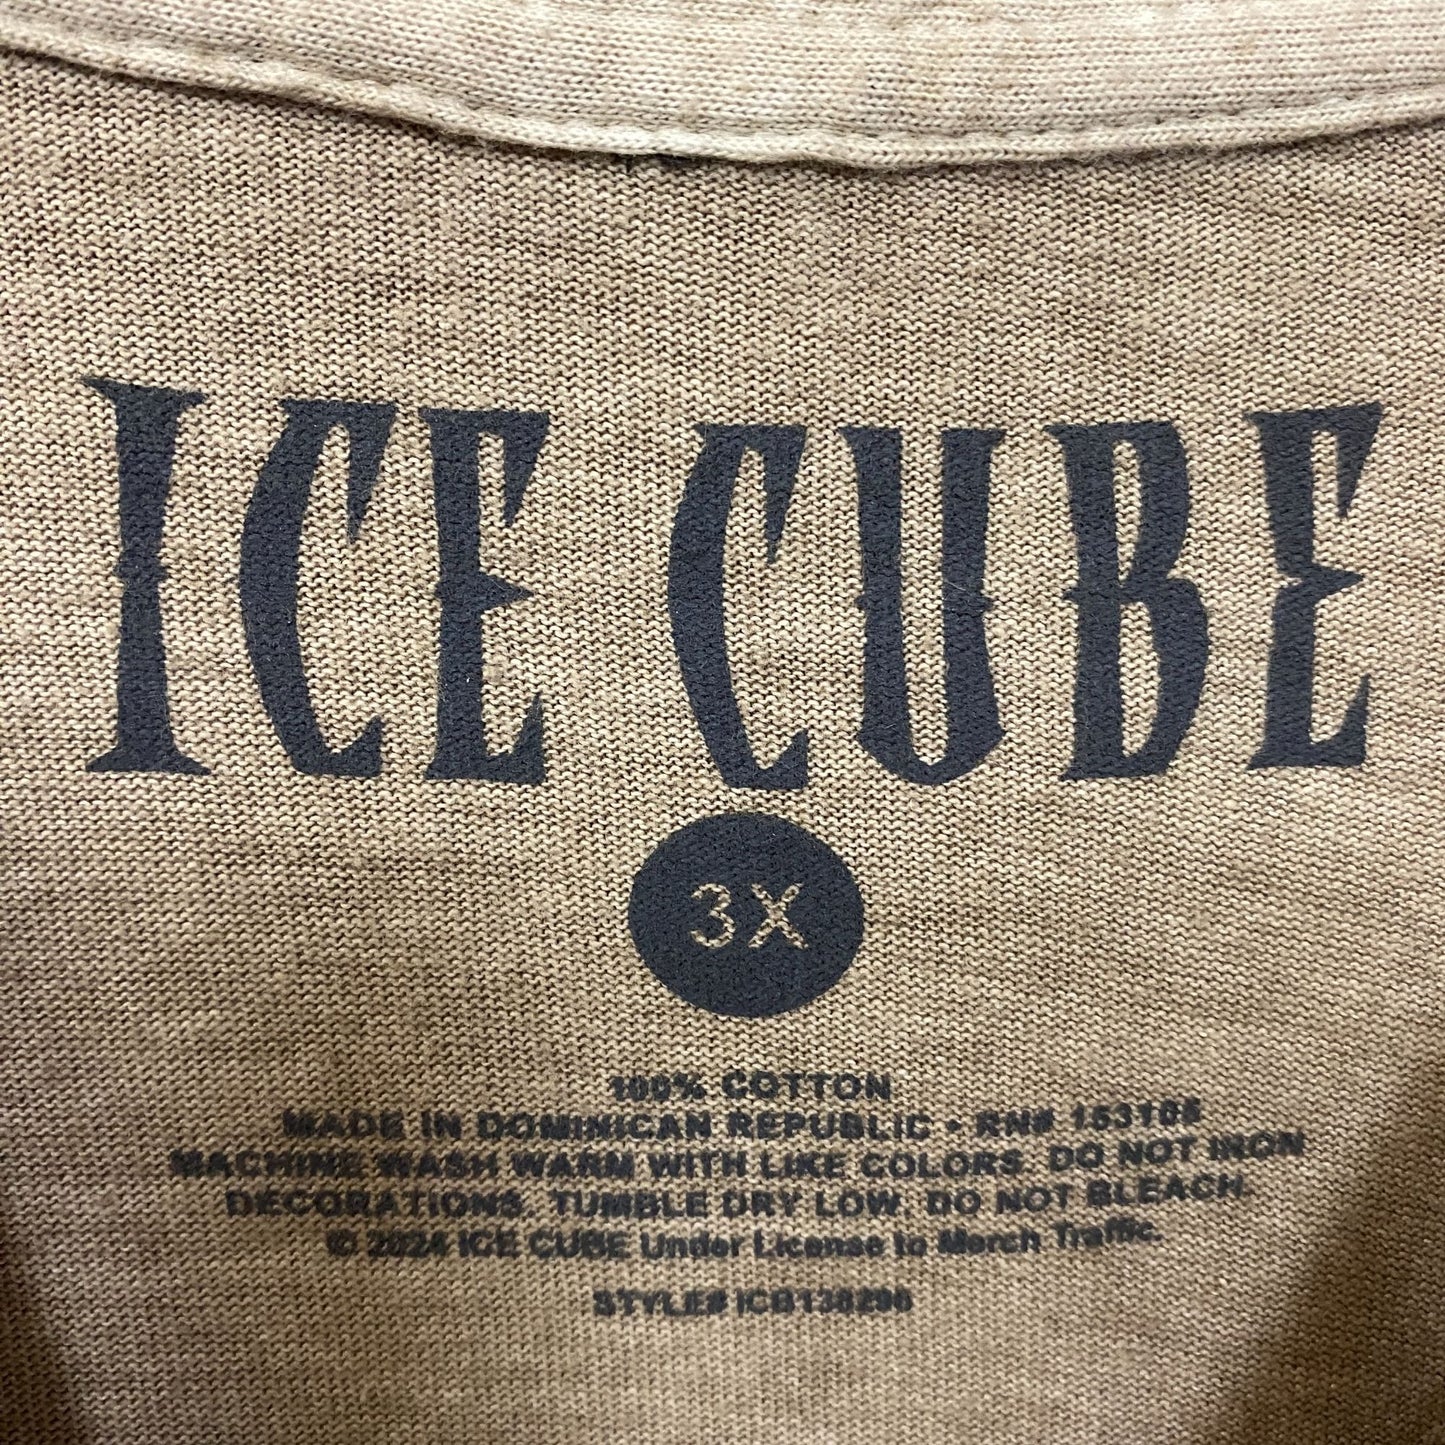 ICE CUBE
3X
100% COTTON
MADE IN DOMINICAN REPUBLIC • RN# 153105
MACHINE WASH WARM WITH LIKE COLORS. DO NOT IRON
DECORATIONS. TUMBLE DRY LOW. DO NOT BLEACH.
© 2024 ICE CUBE Under License to Merch Traffic.
STYLE#